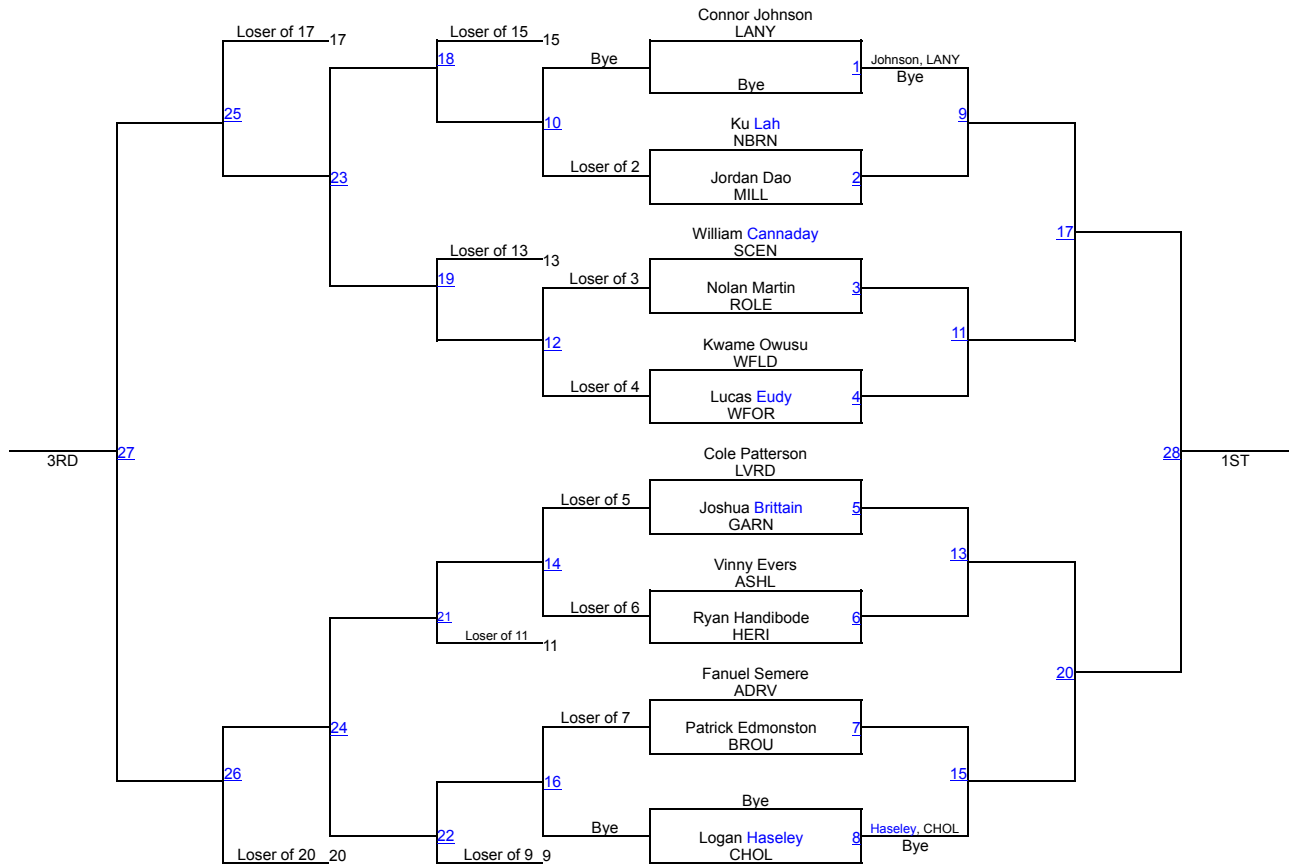 Connor Johnson
Loser of 17 17 Loser of 15 15 LANY
18 Bye 1 Johnson, LANY
Bye Bye
25 10 Ku Lah 9
NBRN
23 Loser of 2 Jordan Dao 2
MILL
William Cannaday 17
Loser of 13 13 SCEN
19 Loser of 3 Nolan Martin 3
ROLE
12 11
Kwame Owusu
WFLD
Loser of 4 Lucas Eudy 4
WFOR
27 Cole Patterson 28
3RD LVRD 1ST
Loser of 5 Joshua Brittain 5
GARN
14 Vinny Evers 13
ASHL
21 Loser of 6 Ryan Handibode 6
Loser of 11 11 HERI
Fanuel Semere 20
ADRV
24 Loser of 7 Patrick Edmonston 7
BROU
26 16 15
Bye
22 Bye Logan Haseley 8 Haseley, CHOL
Loser of 20 20 Loser of 9 9 CHOL Bye